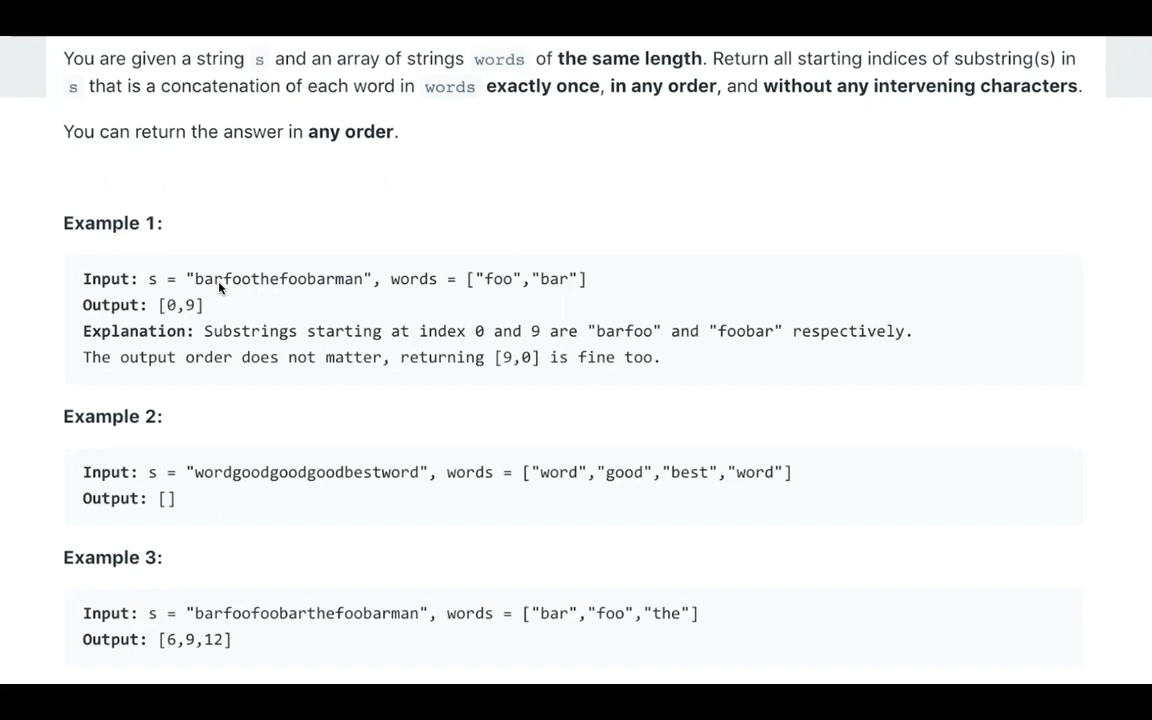 You are given a string s and an array of strings words of the same length. Return all starting indices of substring(s) in
s that is a concatenation of each word in words exactly once, in any order, and without any intervening characters.
You can return the answer in any order.
Example 1:
Input: s = "barfoothefoobarman", words = ["foo","bar"]
Output: [0,9]
Explanation: Substrings starting at index 0 and 9 are "barfoo" and "foobar" respectively.
The output order does not matter, returning [9,0] is fine too.
Example 2:
Input: s = "wordgoodgoodgoodbestword", words = ["word","good","best","word"]
Output: []
Example 3:
Input: s = "barfoofoobarthefoobarman", words = ["bar","foo","the"]
Output: [6,9,12]